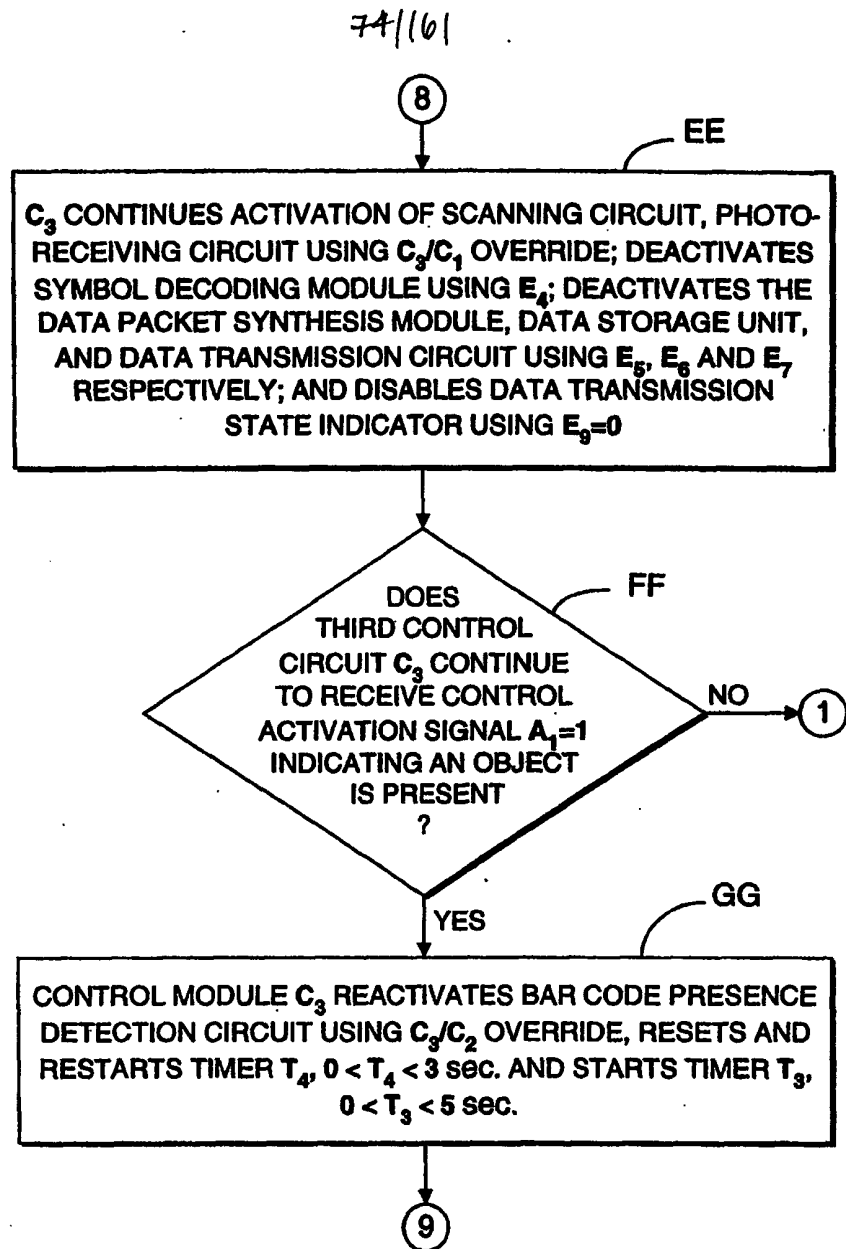 74/161
8
EE
C3 CONTINUES ACTIVATION OF SCANNING CIRCUIT, PHOTO-
RECEIVING CIRCUIT USING C3/C1 OVERRIDE; DEACTIVATES
SYMBOL DECODING MODULE USING E4; DEACTIVATES THE
DATA PACKET SYNTHESIS MODULE, DATA STORAGE UNIT,
AND DATA TRANSMISSION CIRCUIT USING E5, E6 AND E7
RESPECTIVELY; AND DISABLES DATA TRANSMISSION
STATE INDICATOR USING E9=0
FF
DOES
THIRD CONTROL
CIRCUIT C3 CONTINUE
TO RECEIVE CONTROL
ACTIVATION SIGNAL A1=1
INDICATING AN OBJECT
IS PRESENT
?
NO
1
YES
GG
CONTROL MODULE C3 REACTIVATES BAR CODE PRESENCE
DETECTION CIRCUIT USING C3/C2 OVERRIDE, RESETS AND
RESTARTS TIMER T4, 0 < T4 < 3 sec. AND STARTS TIMER T3,
0 < T3 < 5 sec.
9